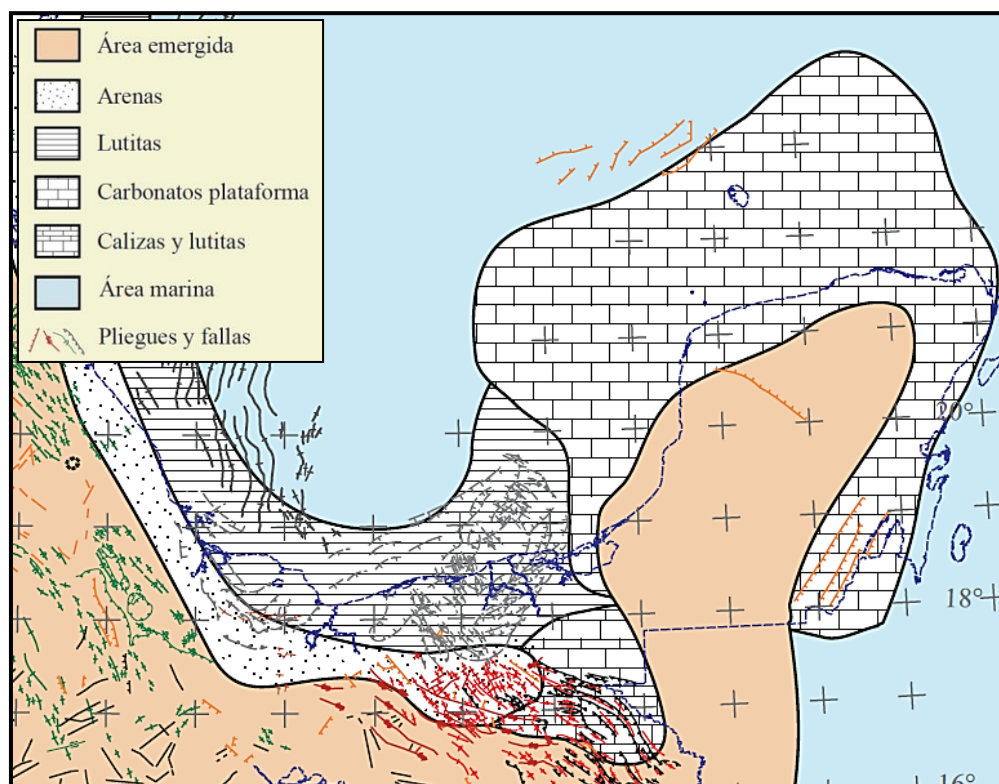 Área emergida
Arenas
Lutitas
Carbonatos plataforma
Calizas y lutitas
Área marina
Pliegues y fallas
20°
18°
16°